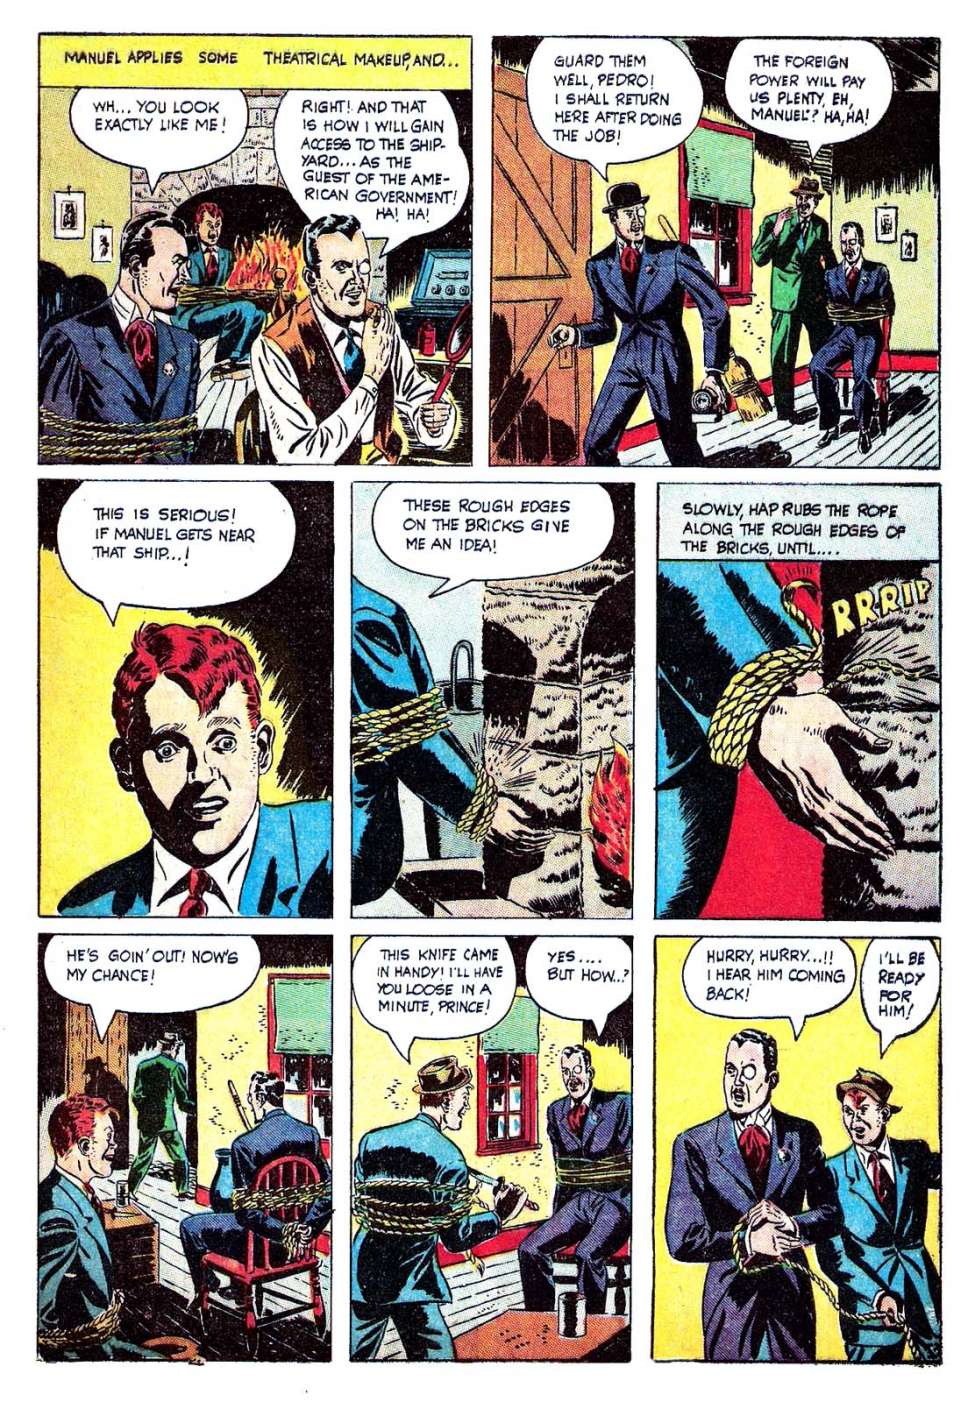 MANUEL APPLIES SOME THEATRICAL MAKEUP, AND...
WH... YOU LOOK
EXACTLY LIKE ME!
RIGHT! AND THAT
IS HOW I WILL GAIN
ACCESS TO THE SHIP-
YARD... AS THE
GUEST OF THE AME-
RICAN GOVERNMENT!
HA! HA!
GUARD THEM
WELL, PEDRO!
I SHALL RETURN
HERE AFTER DOING
THE JOB!
THE FOREIGN
POWER WILL PAY
US PLENTY, EH,
MANUEL? HA, HA!
THIS IS SERIOUS!
IF MANUEL GETS NEAR
THAT SHIP...!
THESE ROUGH EDGES
ON THE BRICKS GIVE
ME AN IDEA!
SLOWLY, HAP RUBS THE ROPE
ALONG THE ROUGH EDGES OF
THE BRICKS, UNTIL....
RR-RIP
HE'S GOIN' OUT! NOW'S
MY CHANCE!
THIS KNIFE CAME
IN HANDY! I'LL HAVE
YOU LOOSE IN A
MINUTE, PRINCE!
YES....
BUT HOW..?
HURRY, HURRY...!!
I HEAR HIM COMING
BACK!
I'LL BE
READY
FOR
HIM!